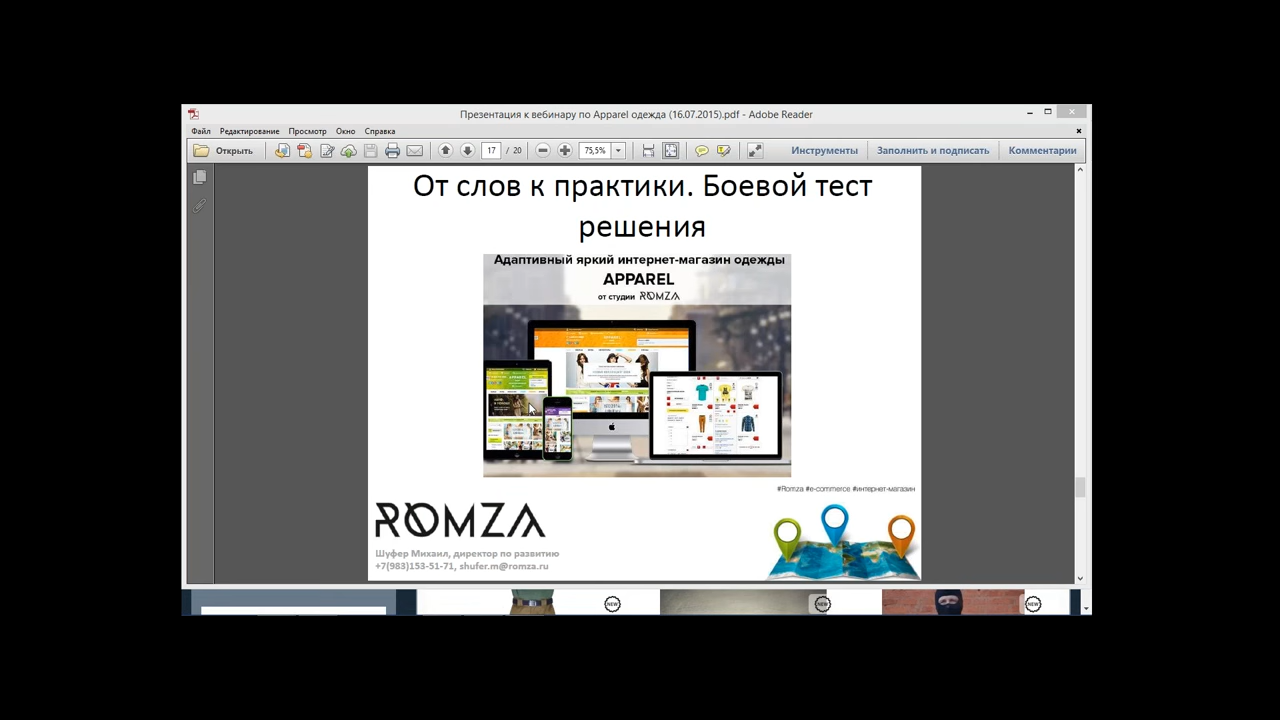 Презентация к вебинару по Apparel одежда (16.07.2015).pdf - Adobe Reader
Файл Редактирование Просмотр Окно Справка
Открыть 17 / 20 75,5% Инструменты Заполнить и подписать Комментарии
От слов к практики. Боевой тест
решения
Адаптивный яркий интернет-магазин одежды
APPAREL
от студии ROMZA
#Romza #e-commerce #интернет-магазин
ROMZA
Шуфер Михаил, директор по развитию
+7(983)153-51-71, shufer.m@romza.ru
NEW NEW NEW